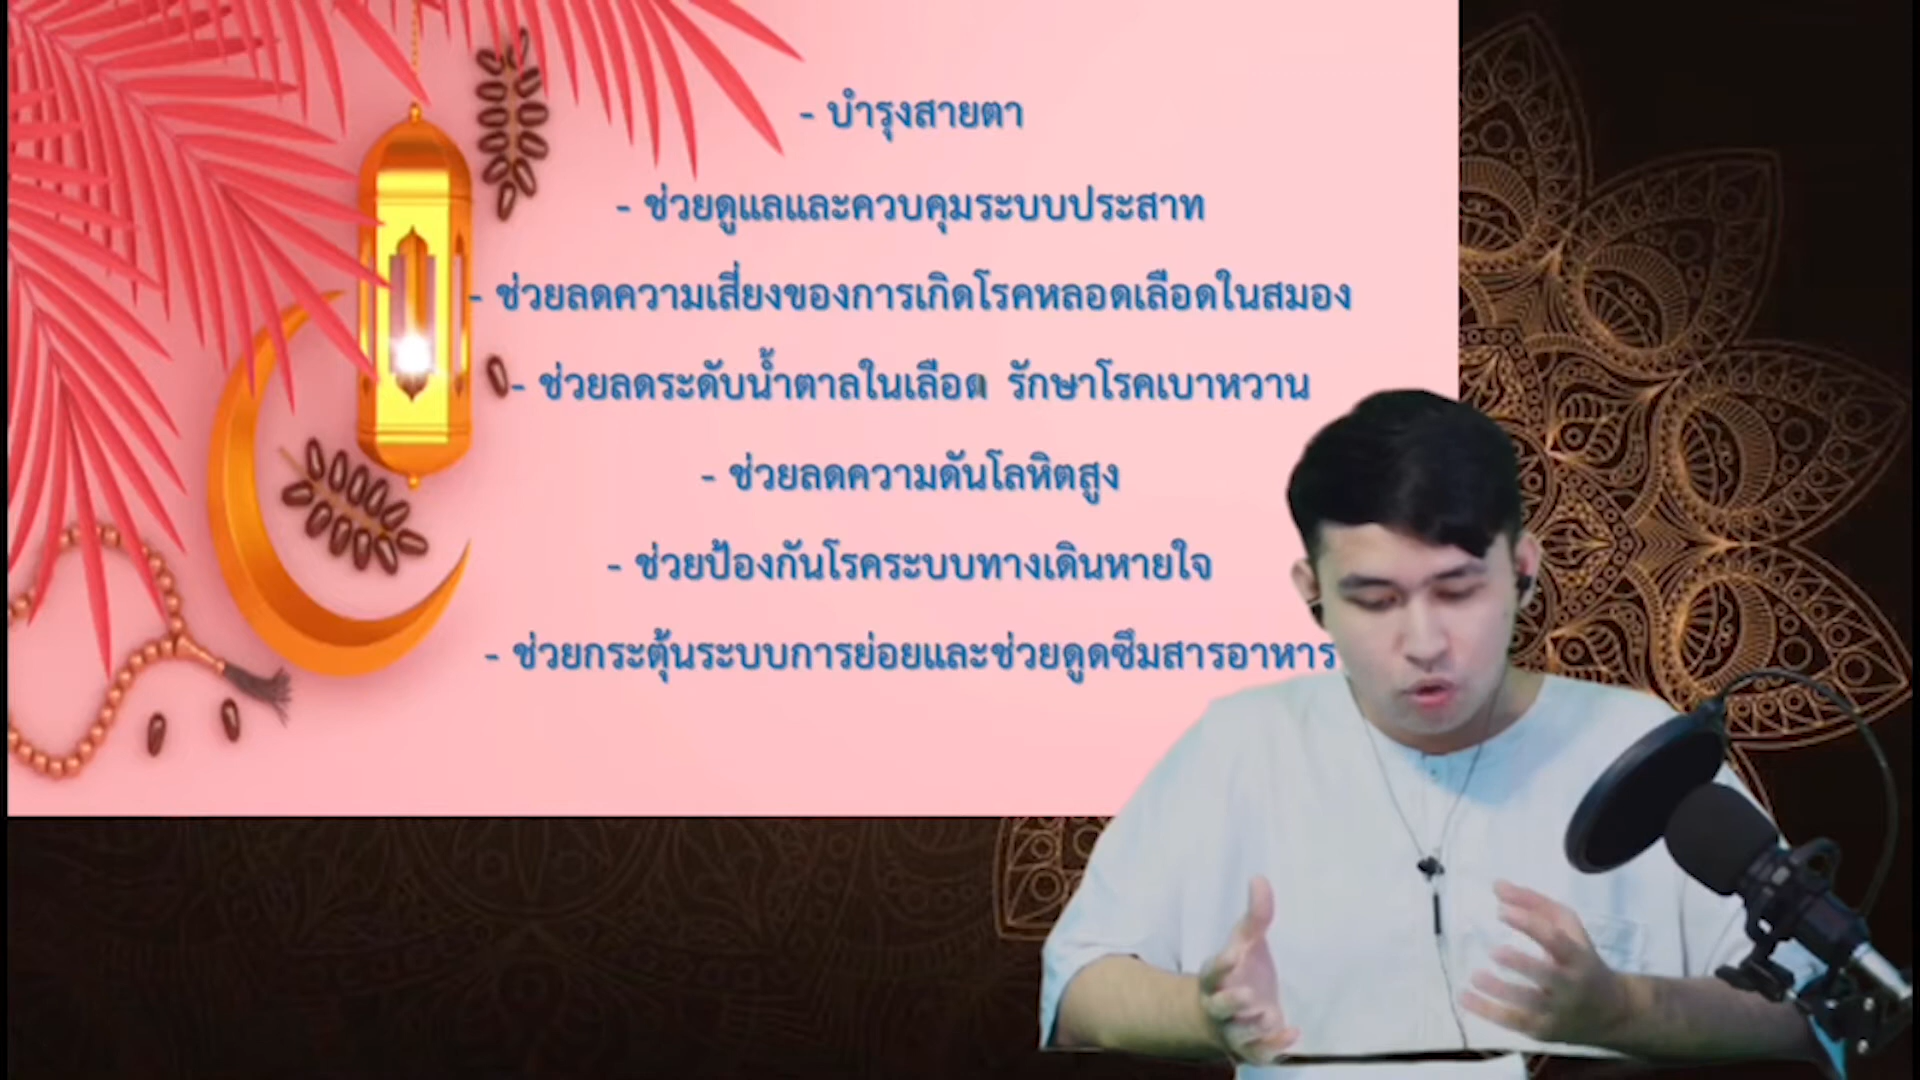 - บำรุงสายตา
- ช่วยดูแลและควบคุมระบบประสาท
- ช่วยลดความเสี่ยงของการเกิดโรคหลอดเลือดในสมอง
- ช่วยลดระดับน้ำตาลในเลือด รักษาโรคเบาหวาน
- ช่วยลดความดันโลหิตสูง
- ช่วยป้องกันโรคระบบทางเดินหายใจ
- ช่วยกระตุ้นระบบการย่อยและช่วยดูดซึมสารอาหาร